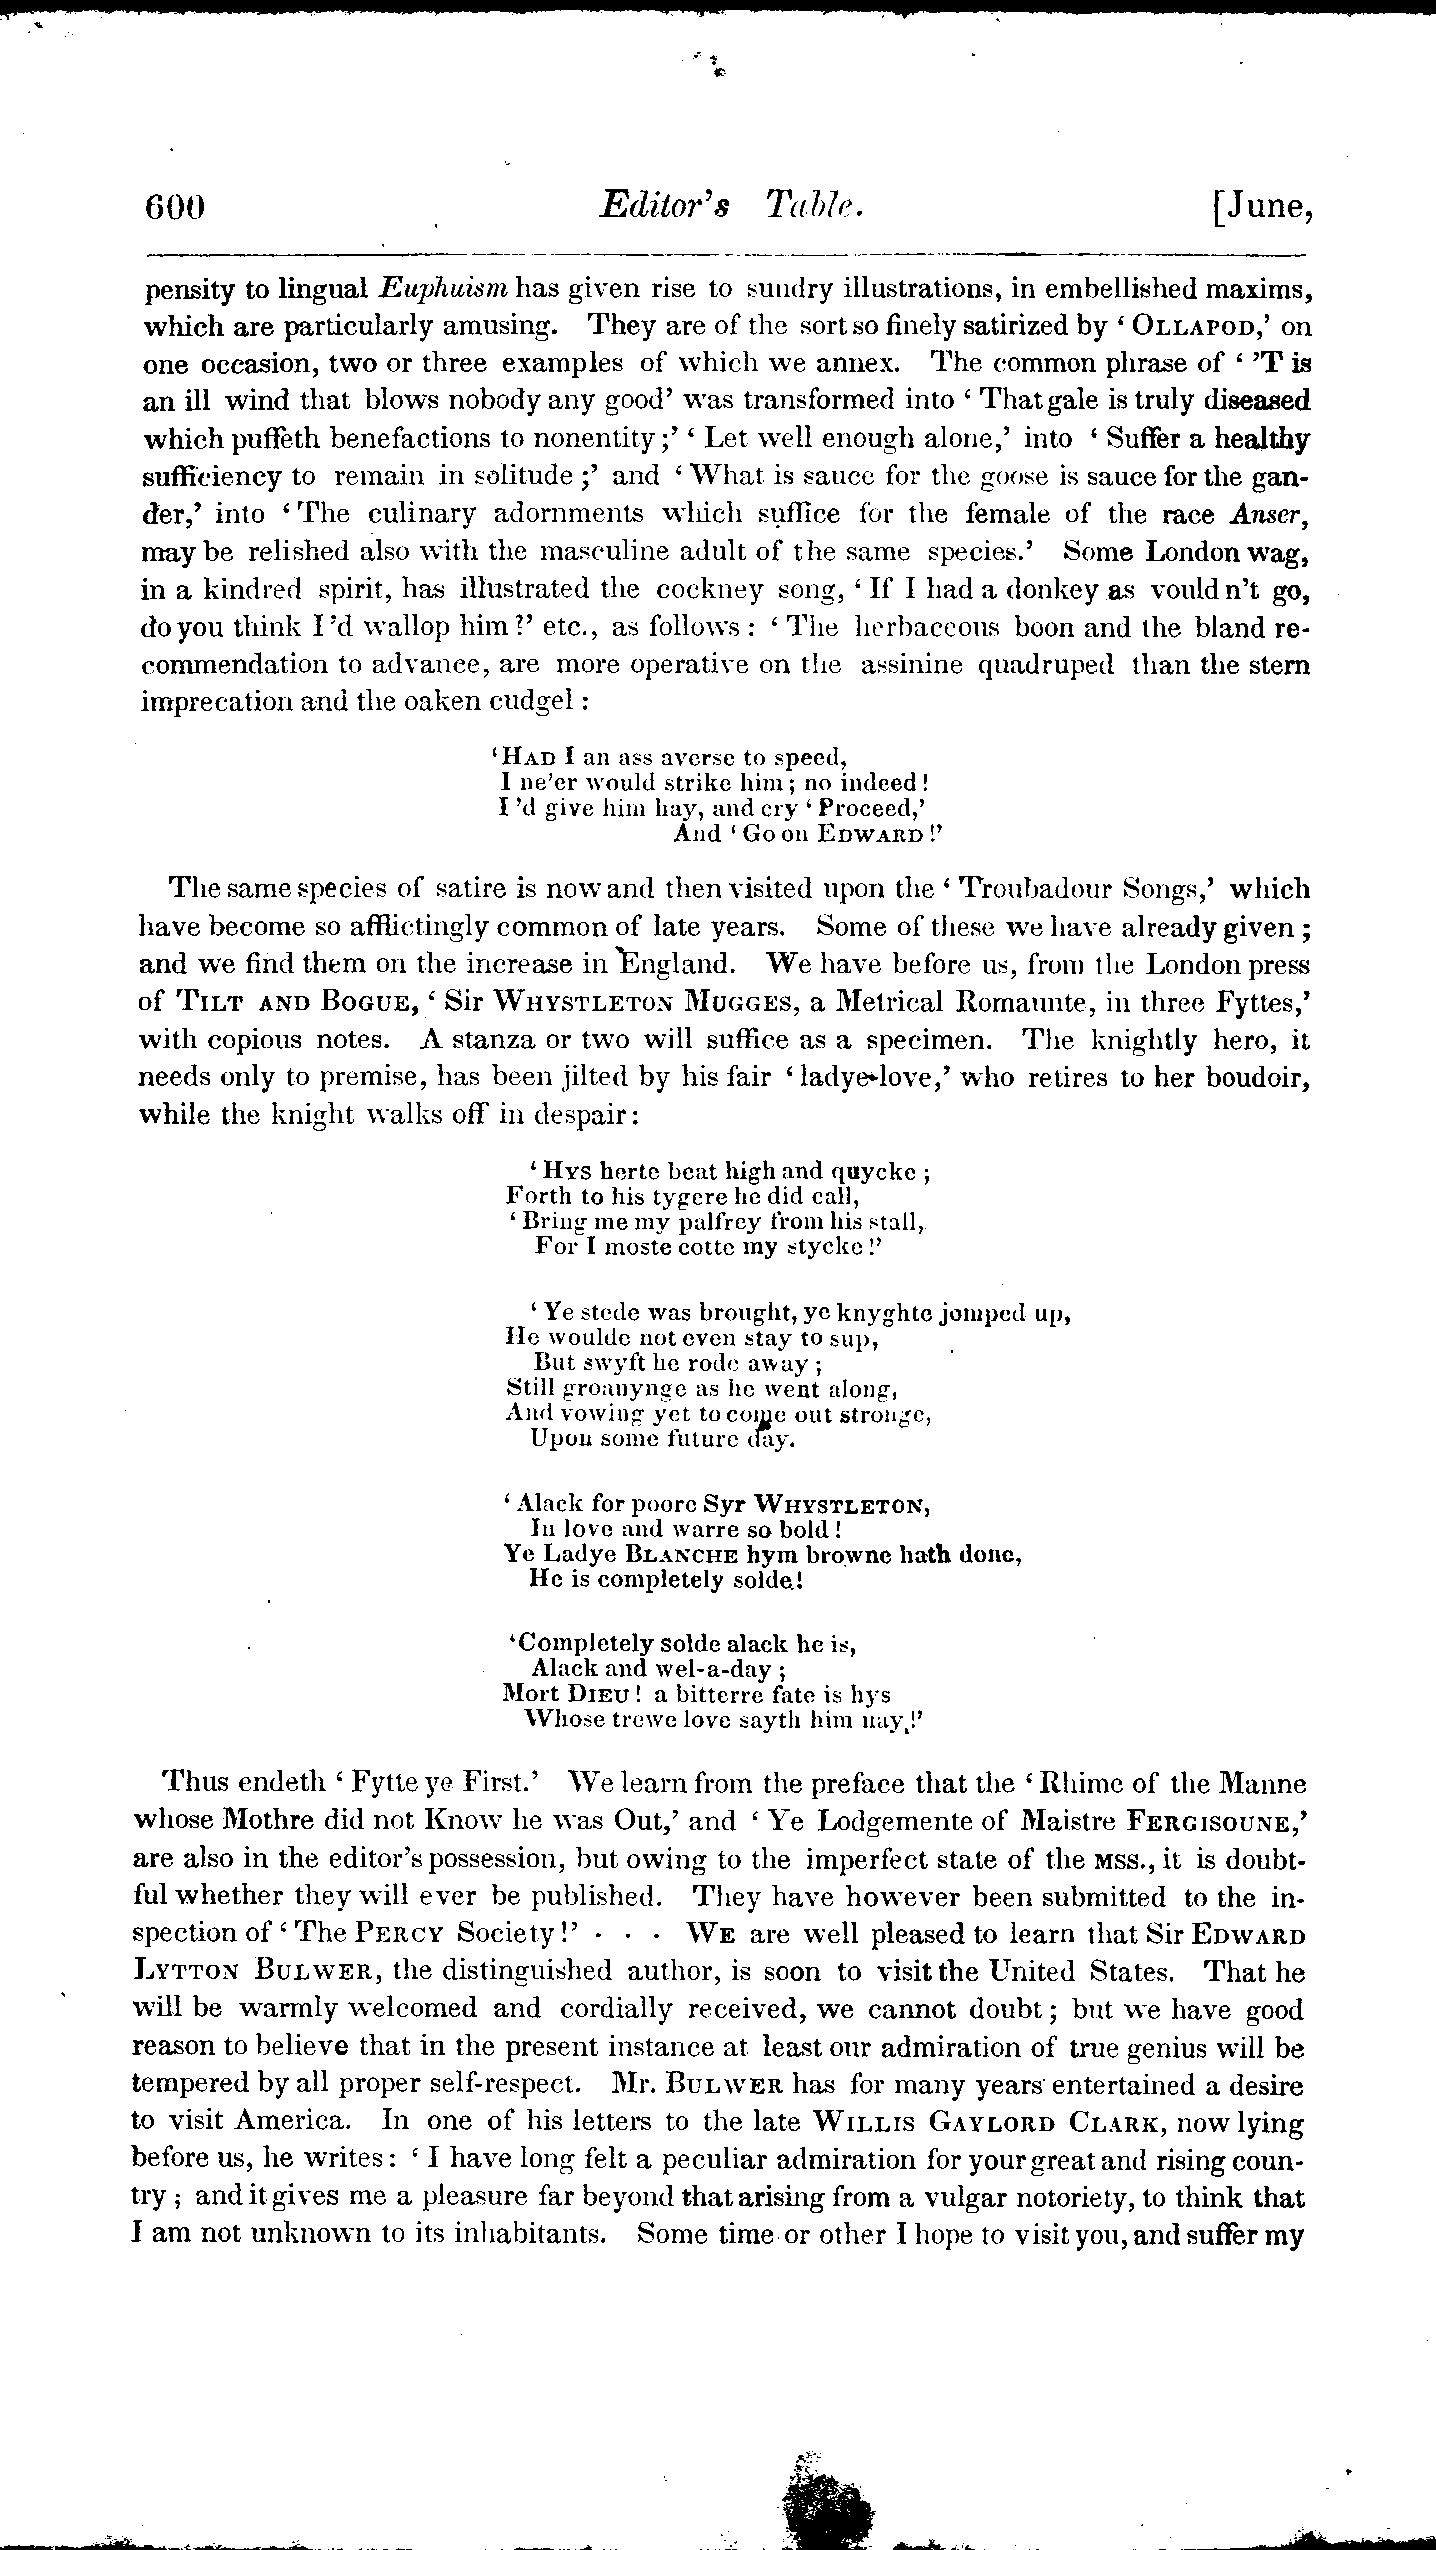 600 Editor's Table. [June,
pensity to lingual Euphuism has given rise to sundry illustrations, in embellished maxims,
which are particularly amusing. They are of the sort so finely satirized by ‘OLLAPOD,’ on
one occasion, two or three examples of which we annex. The common phrase of ‘’T is
an ill wind that blows nobody any good’ was transformed into ‘That gale is truly diseased
which puffeth benefactions to nonentity;’ ‘Let well enough alone,’ into ‘Suffer a healthy
sufficiency to remain in solitude;’ and ‘What is sauce for the goose is sauce for the gan-
der,’ into ‘The culinary adornments which suffice for the female of the race Anser,
may be relished also with the masculine adult of the same species.’ Some London wag,
in a kindred spirit, has illustrated the cockney song, ‘If I had a donkey as vould n't go,
do you think I 'd wallop him?’ etc., as follows: ‘The herbaceous boon and the bland re-
commendation to advance, are more operative on the assinine quadruped than the stern
imprecation and the oaken cudgel:
‘HAD I an ass averse to speed,
I ne'er would strike him; no indeed!
I 'd give him hay, and cry ‘Proceed,’
And ‘Go on EDWARD!’
The same species of satire is now and then visited upon the ‘Troubadour Songs,’ which
have become so afflictingly common of late years. Some of these we have already given;
and we find them on the increase in England. We have before us, from the London press
of TILT AND BOGUE, ‘Sir WHYSTLETON MUGGES, a Metrical Romaunte, in three Fyttes,’
with copious notes. A stanza or two will suffice as a specimen. The knightly hero, it
needs only to premise, has been jilted by his fair ‘ladye-love,’ who retires to her boudoir,
while the knight walks off in despair:
‘HYS herte beat high and quycke;
Forth to his tygere he did call,
‘Bring me my palfrey from his stall,
For I moste cotte my stycke!’
‘Ye stede was brought, ye knyghte jomped up,
He woulde not even stay to sup,
But swyft he rode away;
Still groanynge as he went along,
And vowing yet to come out stronge,
Upon some future day.
‘Alack for poore Syr WHYSTLETON,
In love and warre so bold!
Ye Ladye BLANCHE hym browne hath done,
He is completely solde!
‘Completely solde alack he is,
Alack and wel-a-day;
Mort DIEU! a bitterre fate is hys
Whose trewe love sayth him nay!’
Thus endeth ‘Fytte ye First.’ We learn from the preface that the ‘Rhime of the Manne
whose Mothre did not Know he was Out,’ and ‘Ye Lodgemente of Maistre FERGISOUNE,’
are also in the editor's possession, but owing to the imperfect state of the MSS., it is doubt-
ful whether they will ever be published. They have however been submitted to the in-
spection of ‘The PERCY Society!’ · · · WE are well pleased to learn that Sir EDWARD
LYTTON BULWER, the distinguished author, is soon to visit the United States. That he
will be warmly welcomed and cordially received, we cannot doubt; but we have good
reason to believe that in the present instance at least our admiration of true genius will be
tempered by all proper self-respect. Mr. BULWER has for many years entertained a desire
to visit America. In one of his letters to the late WILLIS GAYLORD CLARK, now lying
before us, he writes: ‘I have long felt a peculiar admiration for your great and rising coun-
try; and it gives me a pleasure far beyond that arising from a vulgar notoriety, to think that
I am not unknown to its inhabitants. Some time or other I hope to visit you, and suffer my